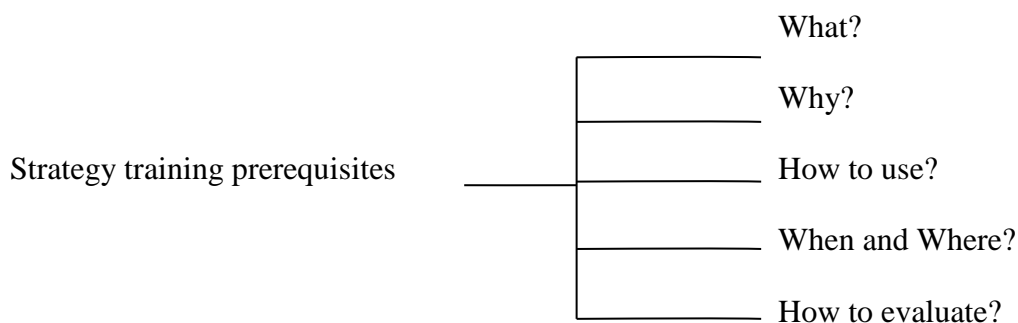 What?
Why?
Strategy training prerequisites
How to use?
When and Where?
How to evaluate?